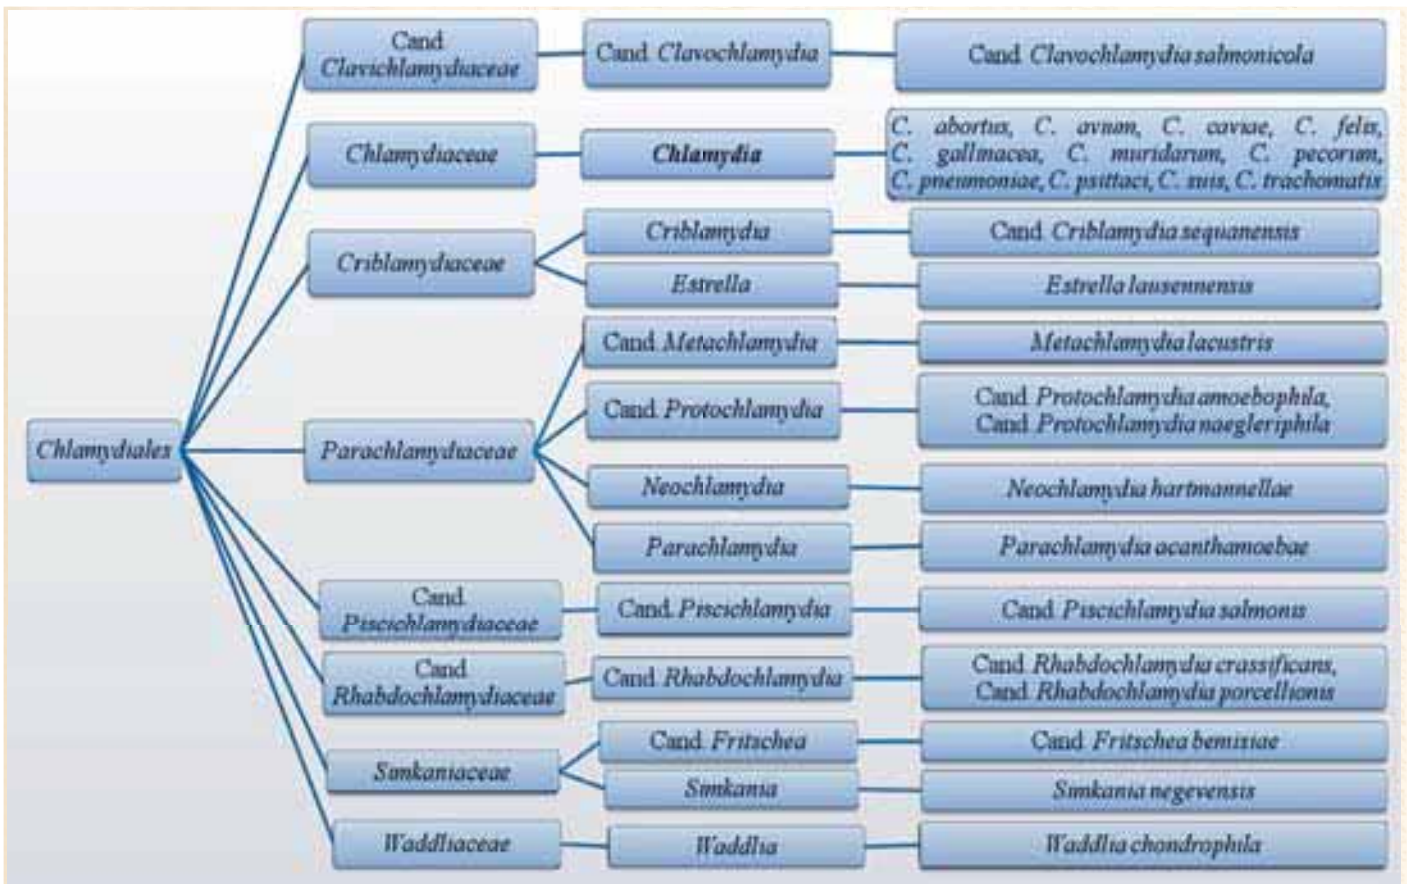 Cand.
Clavichlamydiaceae
Cand. Clavochlamydia
Cand. Clavochlamydia salmonicola
Chlamydiaceae
Chlamydia
C. abortus, C. avium, C. caviae, C. felis,
C. gallinacea, C. muridarum, C. pecorum,
C. pneumoniae, C. psittaci, C. suis, C. trachomatis
Criblamydiaceae
Criblamydia
Cand. Criblamydia sequanensis
Estrella
Estrella lausennensis
Chlamydialex
Parachlamydiaceae
Cand. Metachlamydia
Metachlamydia lacustris
Cand. Protochlamydia
Cand. Protochlamydia amoebophila,
Cand. Protochlamydia naegleriphila
Neochlamydia
Neochlamydia hartmannellae
Parachlamydia
Parachlamydia acanthamoebae
Cand.
Piscichlamydiaceae
Cand. Piscichlamydia
Cand. Piscichlamydia salmonis
Cand.
Rhabdochlamydiaceae
Cand. Rhabdochlamydia
Cand. Rhabdochlamydia crassificans,
Cand. Rhabdochlamydia porcellionis
Simkaniaceae
Cand. Fritschea
Cand. Fritschea bemisiae
Simkania
Simkania negevensis
Waddliaceae
Waddlia
Waddlia chondrophila